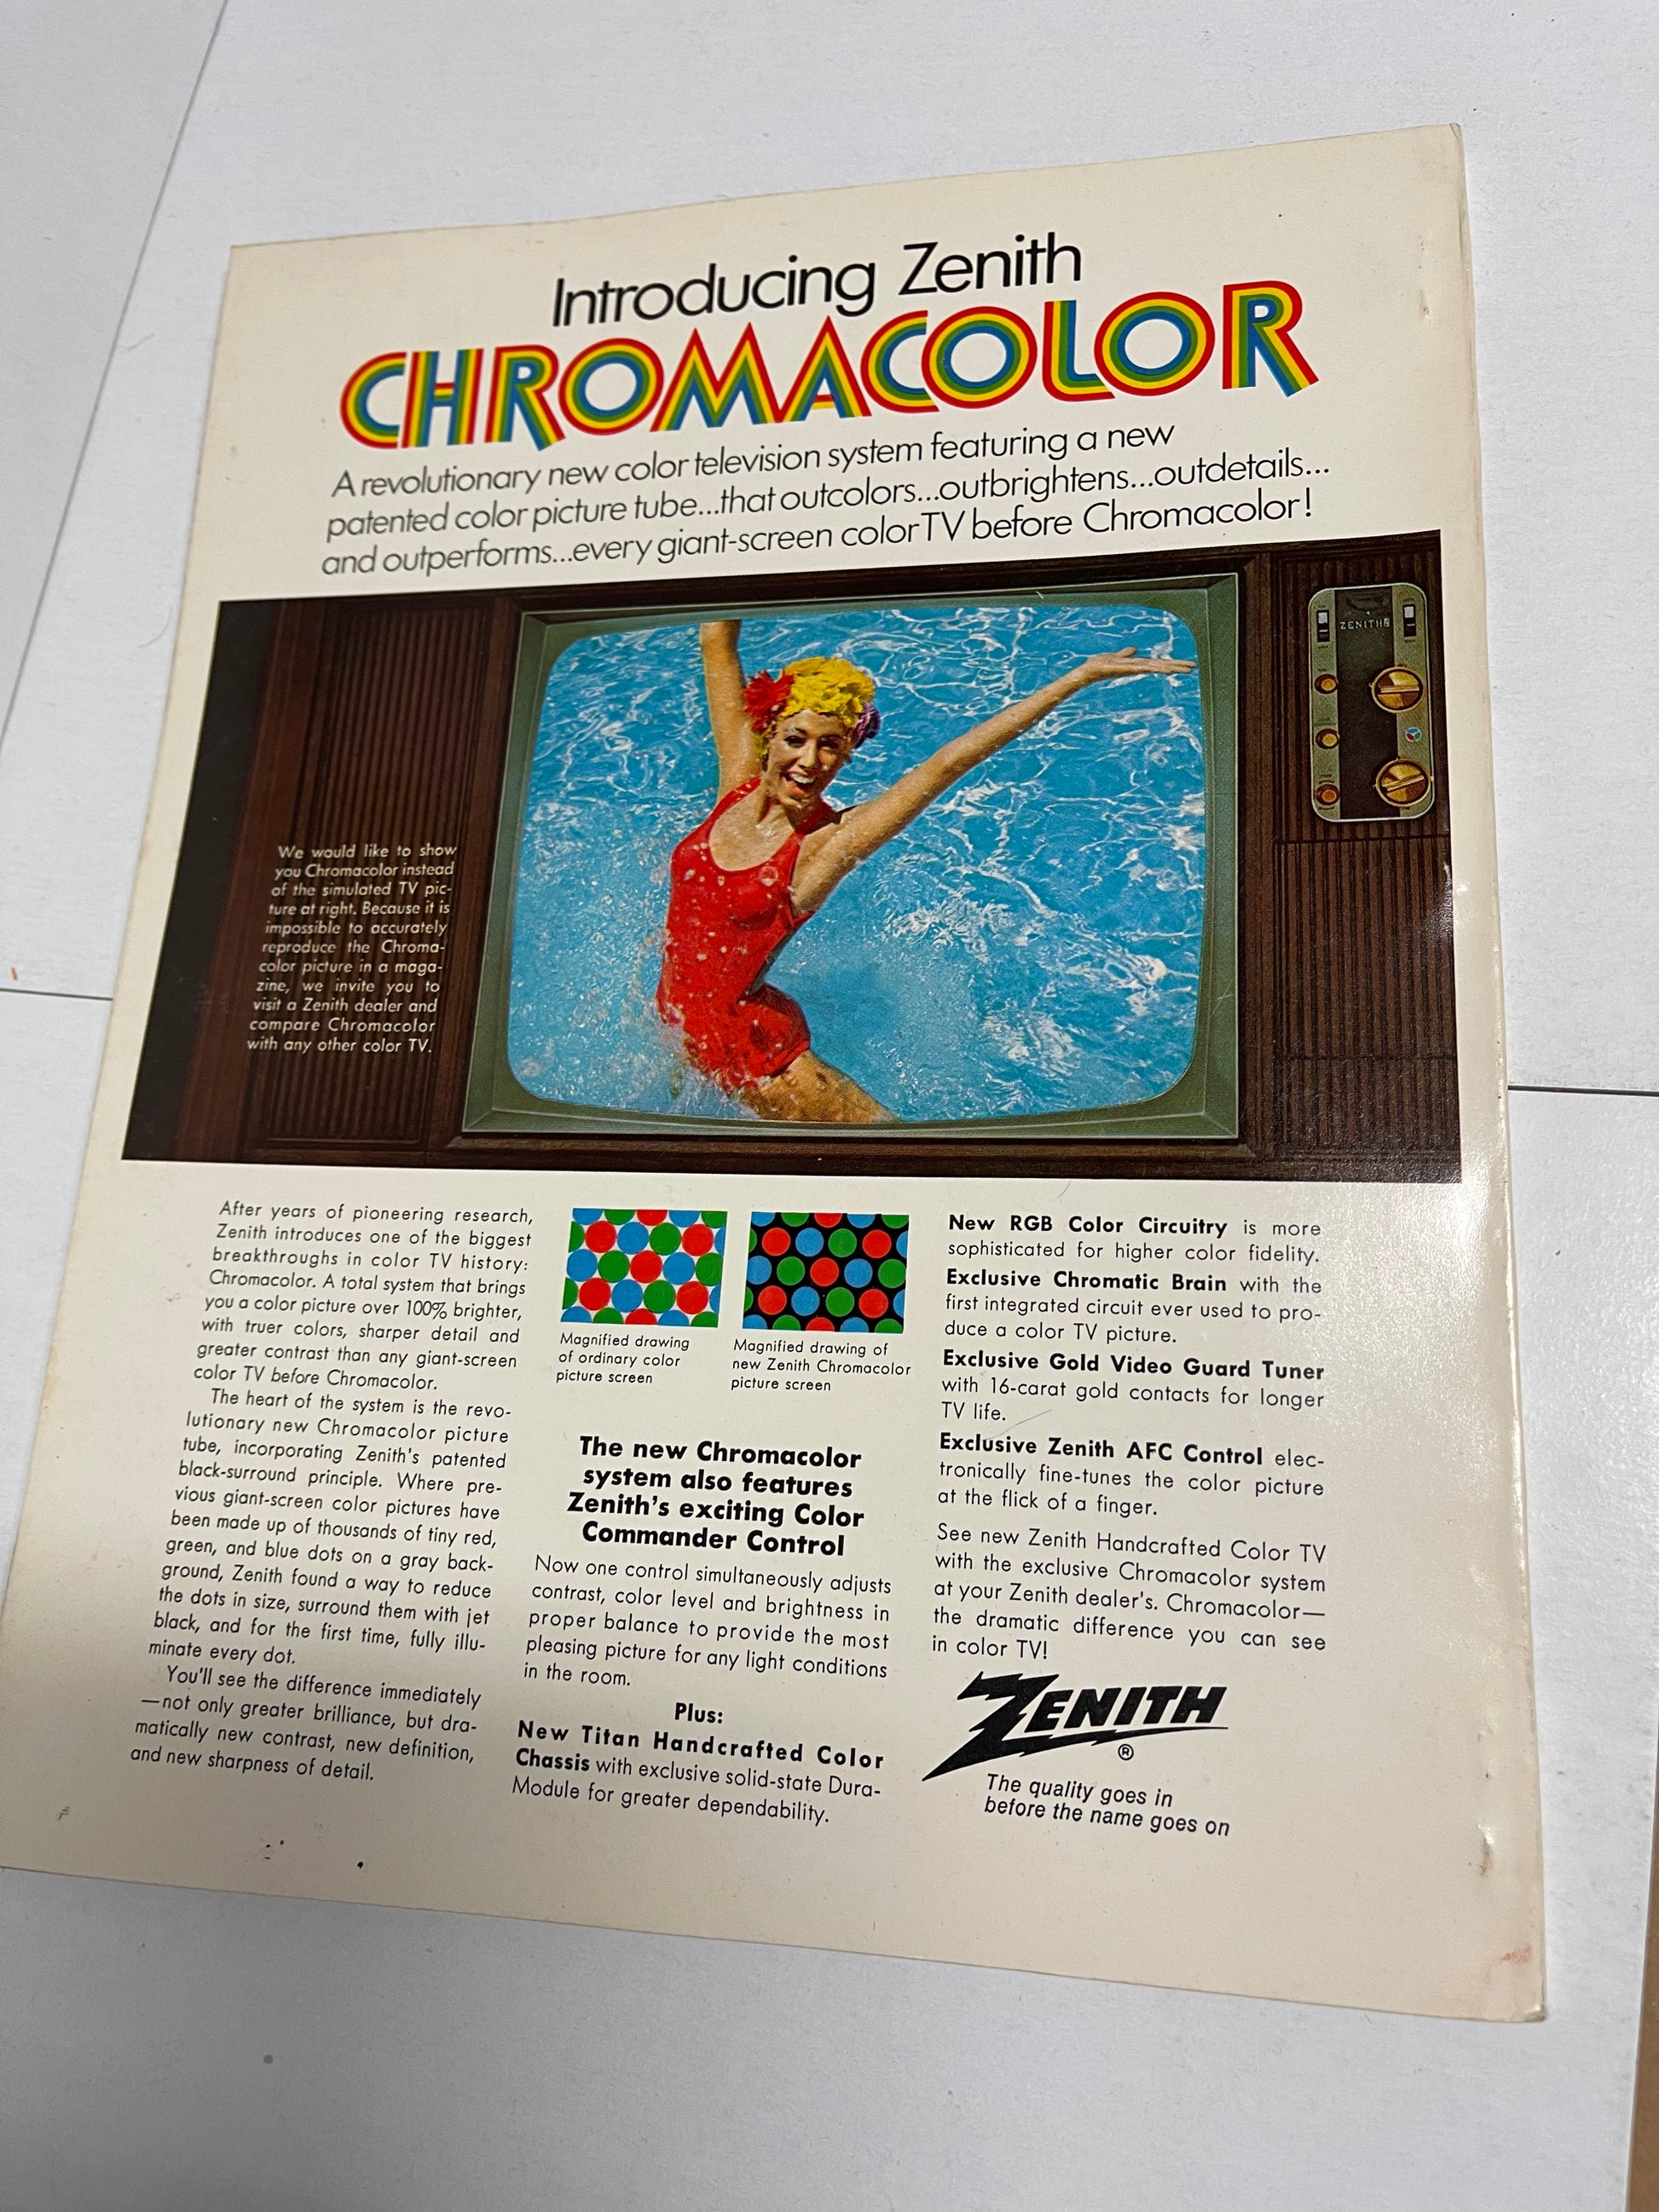 Introducing Zenith
CHROMACOLOR
A revolutionary new color television system featuring a new
patented color picture tube...that outcolors...outbrightens...outdetails...
and outperforms...every giant-screen color TV before Chromacolor!
ZENITH
We would like to show
you Chromacolor instead
of the simulated TV pic-
ture at right. Because it is
impossible to accurately
reproduce the Chroma-
color picture in a maga-
zine, we invite you to
visit a Zenith dealer and
compare Chromacolor
with any other color TV.
After years of pioneering research,
Zenith introduces one of the biggest
breakthroughs in color TV history:
Chromacolor. A total system that brings
you a color picture over 100% brighter,
with truer colors, sharper detail and
greater contrast than any giant-screen
color TV before Chromacolor.
The heart of the system is the revo-
lutionary new Chromacolor picture
tube, incorporating Zenith's patented
black-surround principle. Where pre-
vious giant-screen color pictures have
been made up of thousands of tiny red,
green, and blue dots on a gray back-
ground, Zenith found a way to reduce
the dots in size, surround them with jet
black, and for the first time, fully illu-
minate every dot.
You'll see the difference immediately
—not only greater brilliance, but dra-
matically new contrast, new definition,
and new sharpness of detail.
Magnified drawing
of ordinary color
picture screen
Magnified drawing of
new Zenith Chromacolor
picture screen
The new Chromacolor
system also features
Zenith's exciting Color
Commander Control
Now one control simultaneously adjusts
contrast, color level and brightness in
proper balance to provide the most
pleasing picture for any light conditions
in the room.
Plus:
New Titan Handcrafted Color
Chassis with exclusive solid-state Dura-
Module for greater dependability.
New RGB Color Circuitry is more
sophisticated for higher color fidelity.
Exclusive Chromatic Brain with the
first integrated circuit ever used to pro-
duce a color TV picture.
Exclusive Gold Video Guard Tuner
with 16-carat gold contacts for longer
TV life.
Exclusive Zenith AFC Control elec-
tronically fine-tunes the color picture
at the flick of a finger.
See new Zenith Handcrafted Color TV
with the exclusive Chromacolor system
at your Zenith dealer's. Chromacolor—
the dramatic difference you can see
in color TV!
ZENITH
®
The quality goes in
before the name goes on